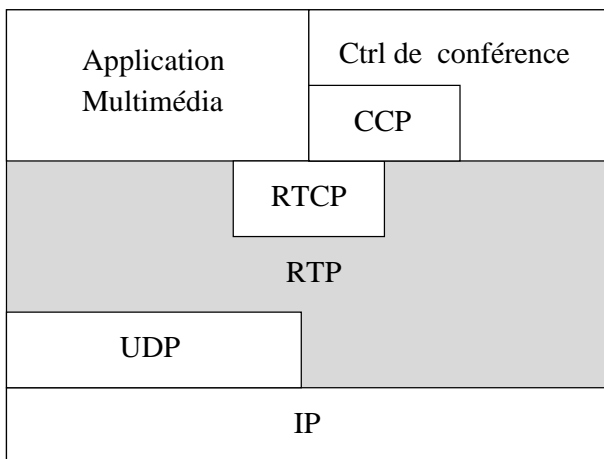 Application
Multimédia
Ctrl de conférence
CCP
RTCP
RTP
UDP
IP